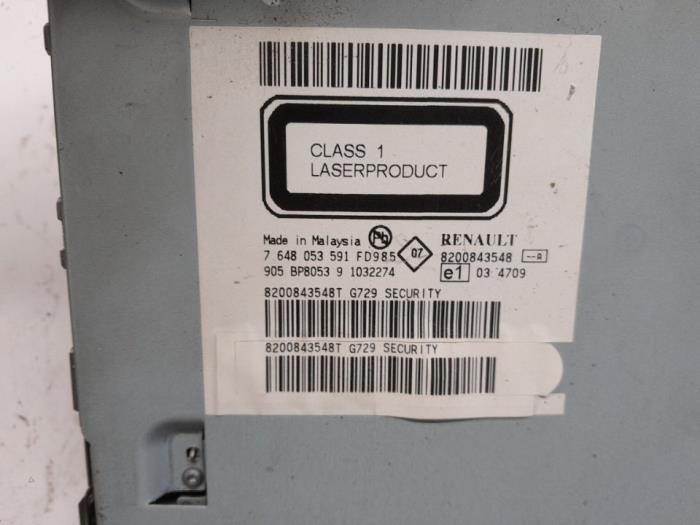 CLASS 1
LASERPRODUCT
Made in Malaysia Pb RENAULT
7 648 053 591 FD985 07 8200843548 --A
905 BP8053 9 1032274 e1 03 4709
8200843548T G729 SECURITY
8200843548T G729 SECURITY